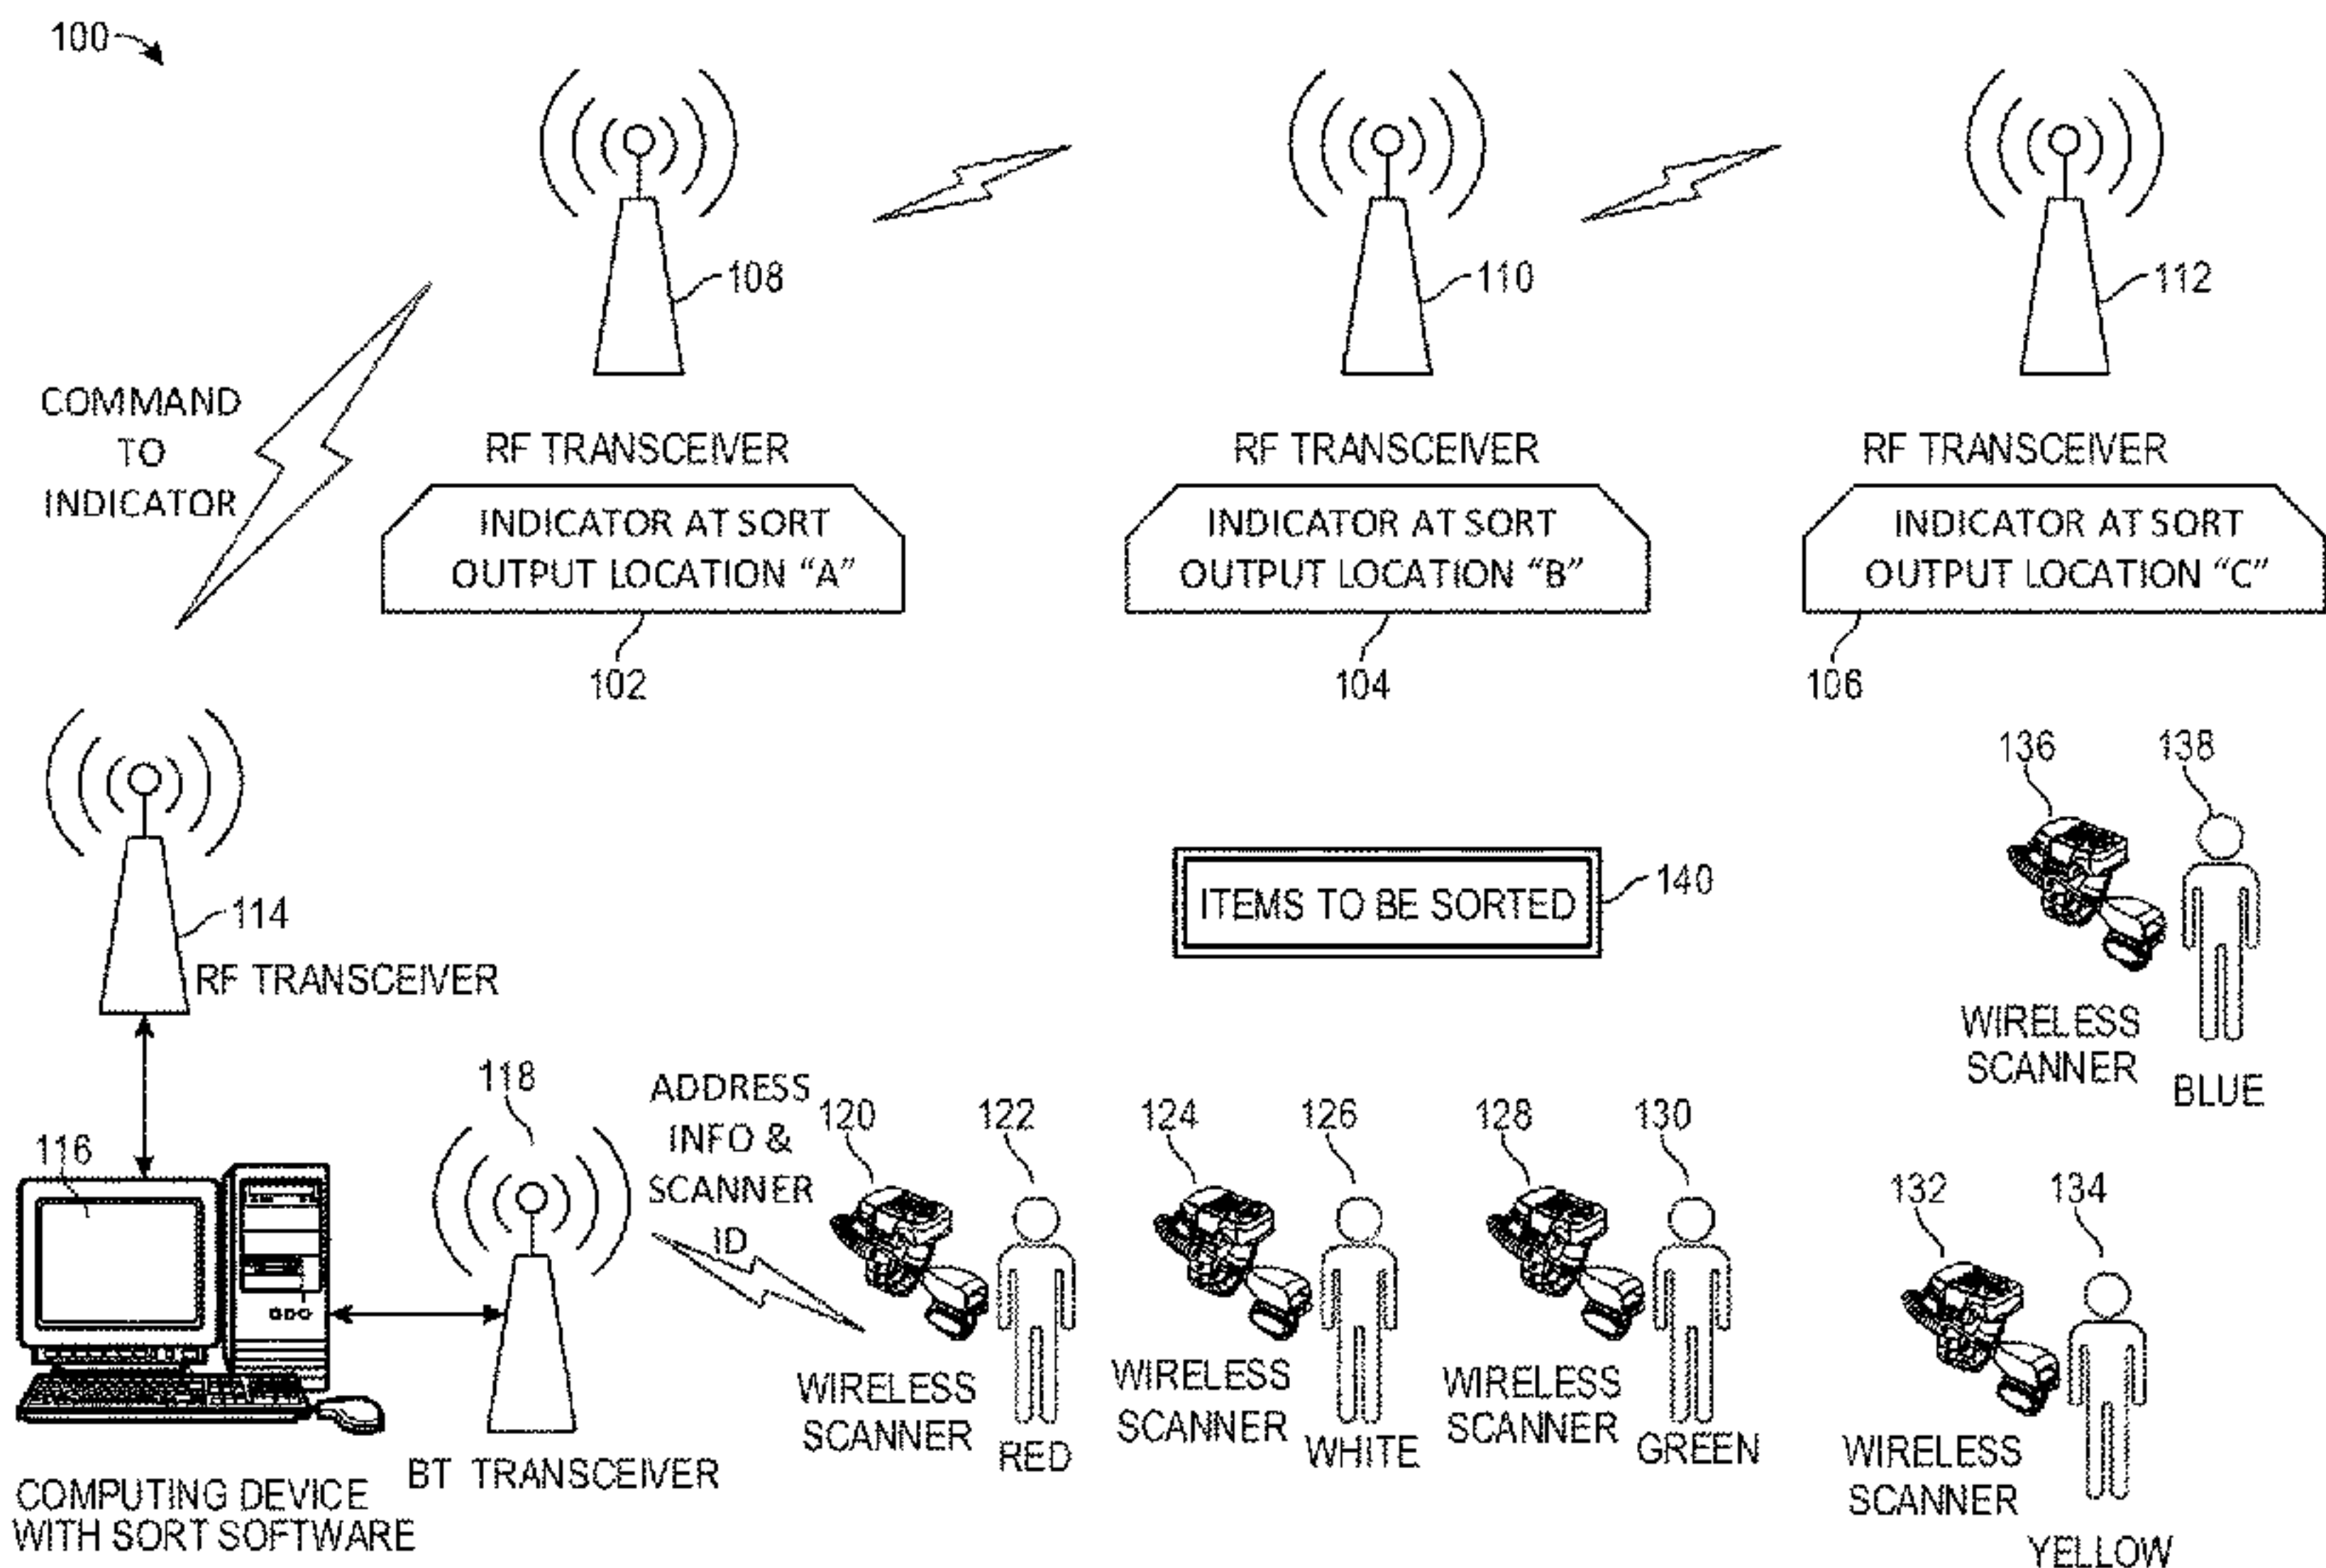 100
108
110
112
COMMAND
TO
INDICATOR
RF TRANSCEIVER
RF TRANSCEIVER
RF TRANSCEIVER
INDICATOR AT SORT
OUTPUT LOCATION “A”
INDICATOR AT SORT
OUTPUT LOCATION “B”
INDICATOR AT SORT
OUTPUT LOCATION “C”
102
104
106
114
RF TRANSCEIVER
ITEMS TO BE SORTED
140
136
138
WIRELESS
SCANNER
BLUE
116
COMPUTING DEVICE
WITH SORT SOFTWARE
118
BT TRANSCEIVER
ADDRESS
INFO &
SCANNER
ID
120
122
WIRELESS
SCANNER
RED
124
126
WIRELESS
SCANNER
WHITE
128
130
WIRELESS
SCANNER
GREEN
132
134
WIRELESS
SCANNER
YELLOW